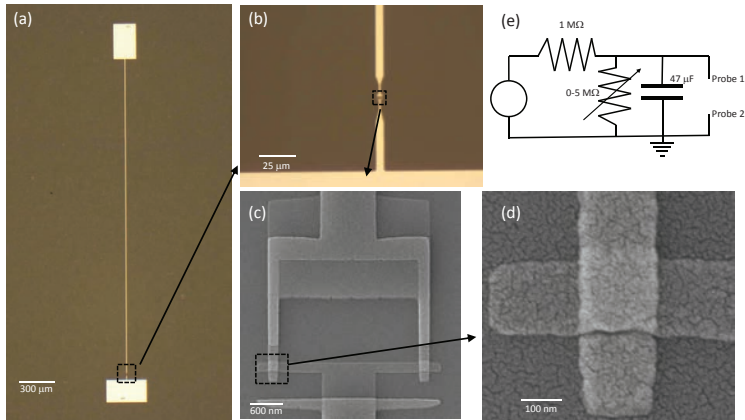 (a)
300 μm
(b)
25 μm
(c)
600 nm
(d)
100 nm
(e)
1 MΩ
0-5 MΩ
47 μF
Probe 1
Probe 2